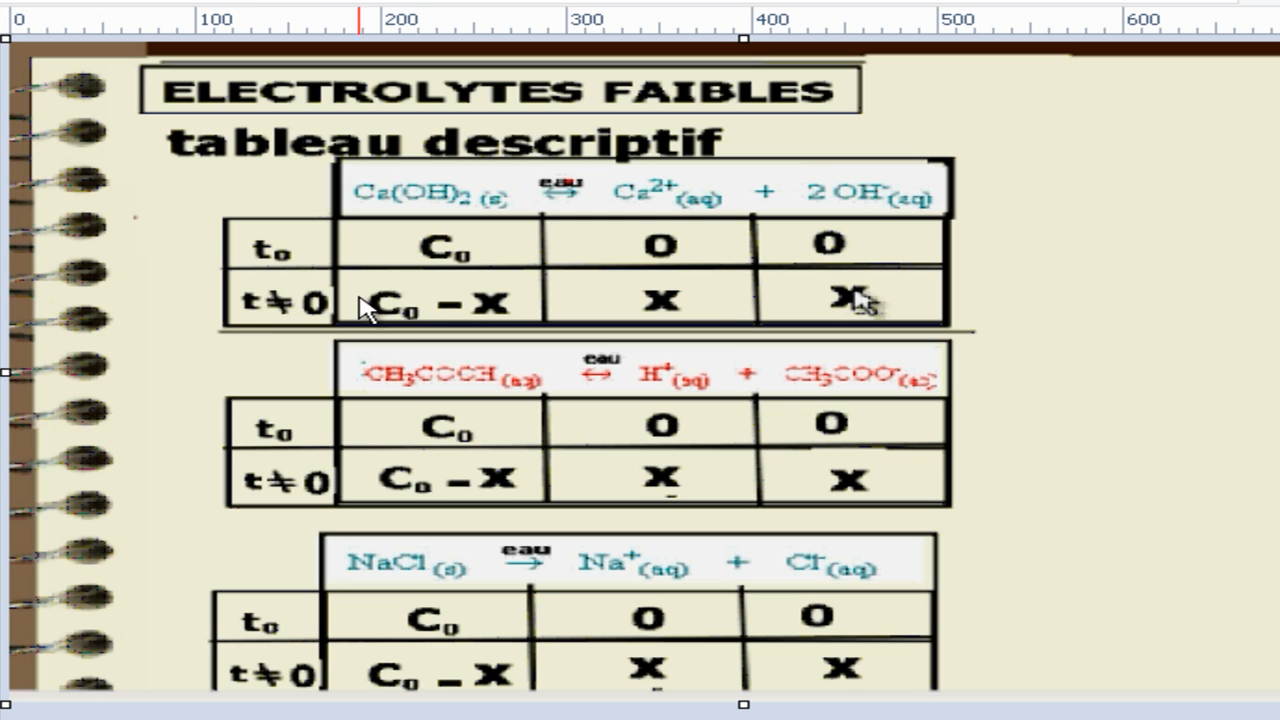 0 100 200 300 400 500 600
ELECTROLYTES FAIBLES
tableau descriptif
Ca(OH)₂ (s) eau ↔ Ca²⁺(aq) + 2 OH⁻(aq)
t₀ C₀ 0 0
t≠0 C₀ - x x x
CH₃COOH (aq) eau ↔ H⁺(aq) + CH₃COO⁻(aq)
t₀ C₀ 0 0
t≠0 C₀ - x x x
NaCl (s) eau → Na⁺(aq) + Cl⁻(aq)
t₀ C₀ 0 0
t≠0 C₀ - x x x